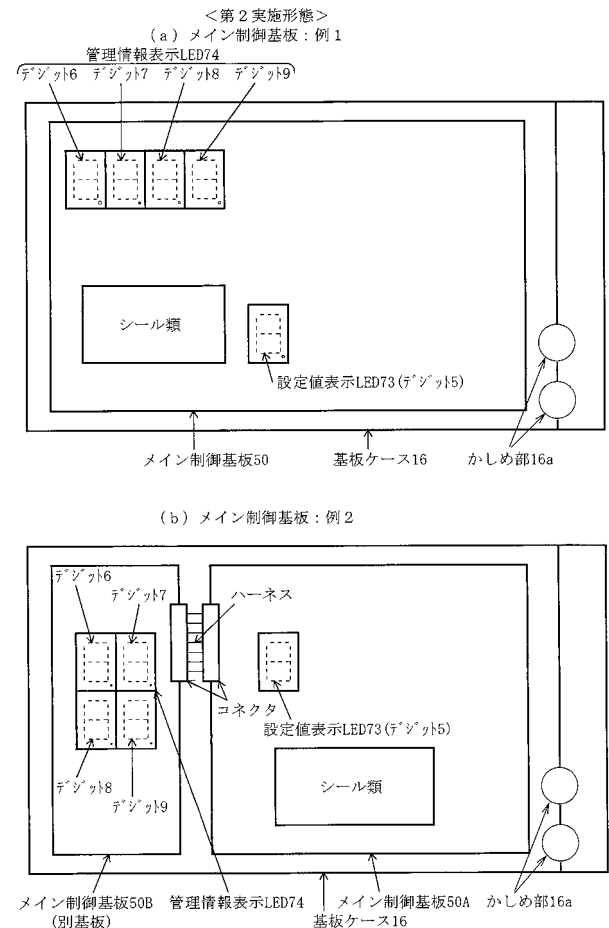 <第2実施形態>
(a) メイン制御基板:例1
管理情報表示LED74
デジット6 デジット7 デジット8 デジット9
シール類
設定値表示LED73(デジット5)
メイン制御基板50 基板ケース16 かしめ部16a
(b) メイン制御基板:例2
デジット6
デジット7
ハーネス
コネクタ
設定値表示LED73(デジット5)
シール類
デジット8
デジット9
メイン制御基板50B 管理情報表示LED74 メイン制御基板50A かしめ部16a
(別基板) 基板ケース16